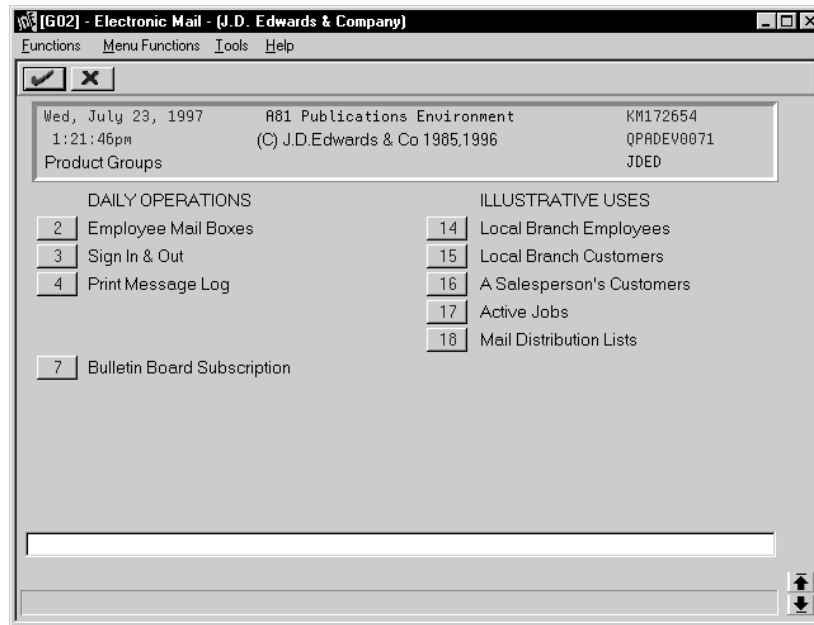 [G02] - Electronic Mail - (J.D. Edwards & Company)
Functions Menu Functions Tools Help
Wed, July 23, 1997 A81 Publications Environment KM172654
1:21:46pm (C) J.D.Edwards & Co 1985,1996 QPADEV0071
Product Groups JDED
DAILY OPERATIONS ILLUSTRATIVE USES
2 Employee Mail Boxes 14 Local Branch Employees
3 Sign In & Out 15 Local Branch Customers
4 Print Message Log 16 A Salesperson's Customers
17 Active Jobs
18 Mail Distribution Lists
7 Bulletin Board Subscription